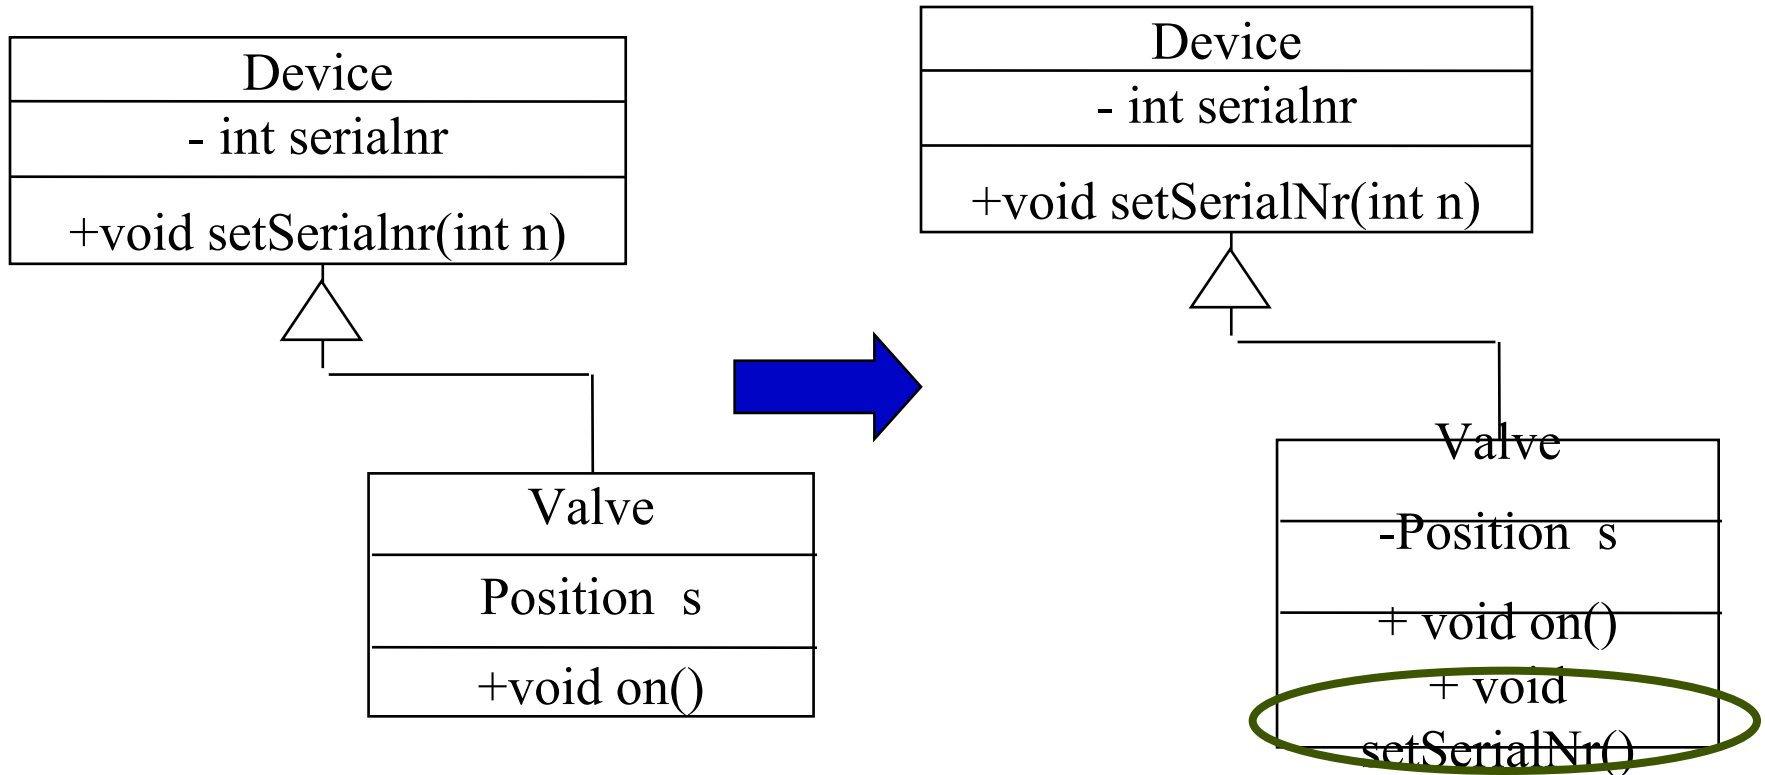 Device
- int serialnr
+void setSerialnr(int n)
Valve
Position  s
+void on()
Device
- int serialnr
+void setSerialNr(int n)
Valve
-Position  s
+ void on()
+ void
setSerialNr()